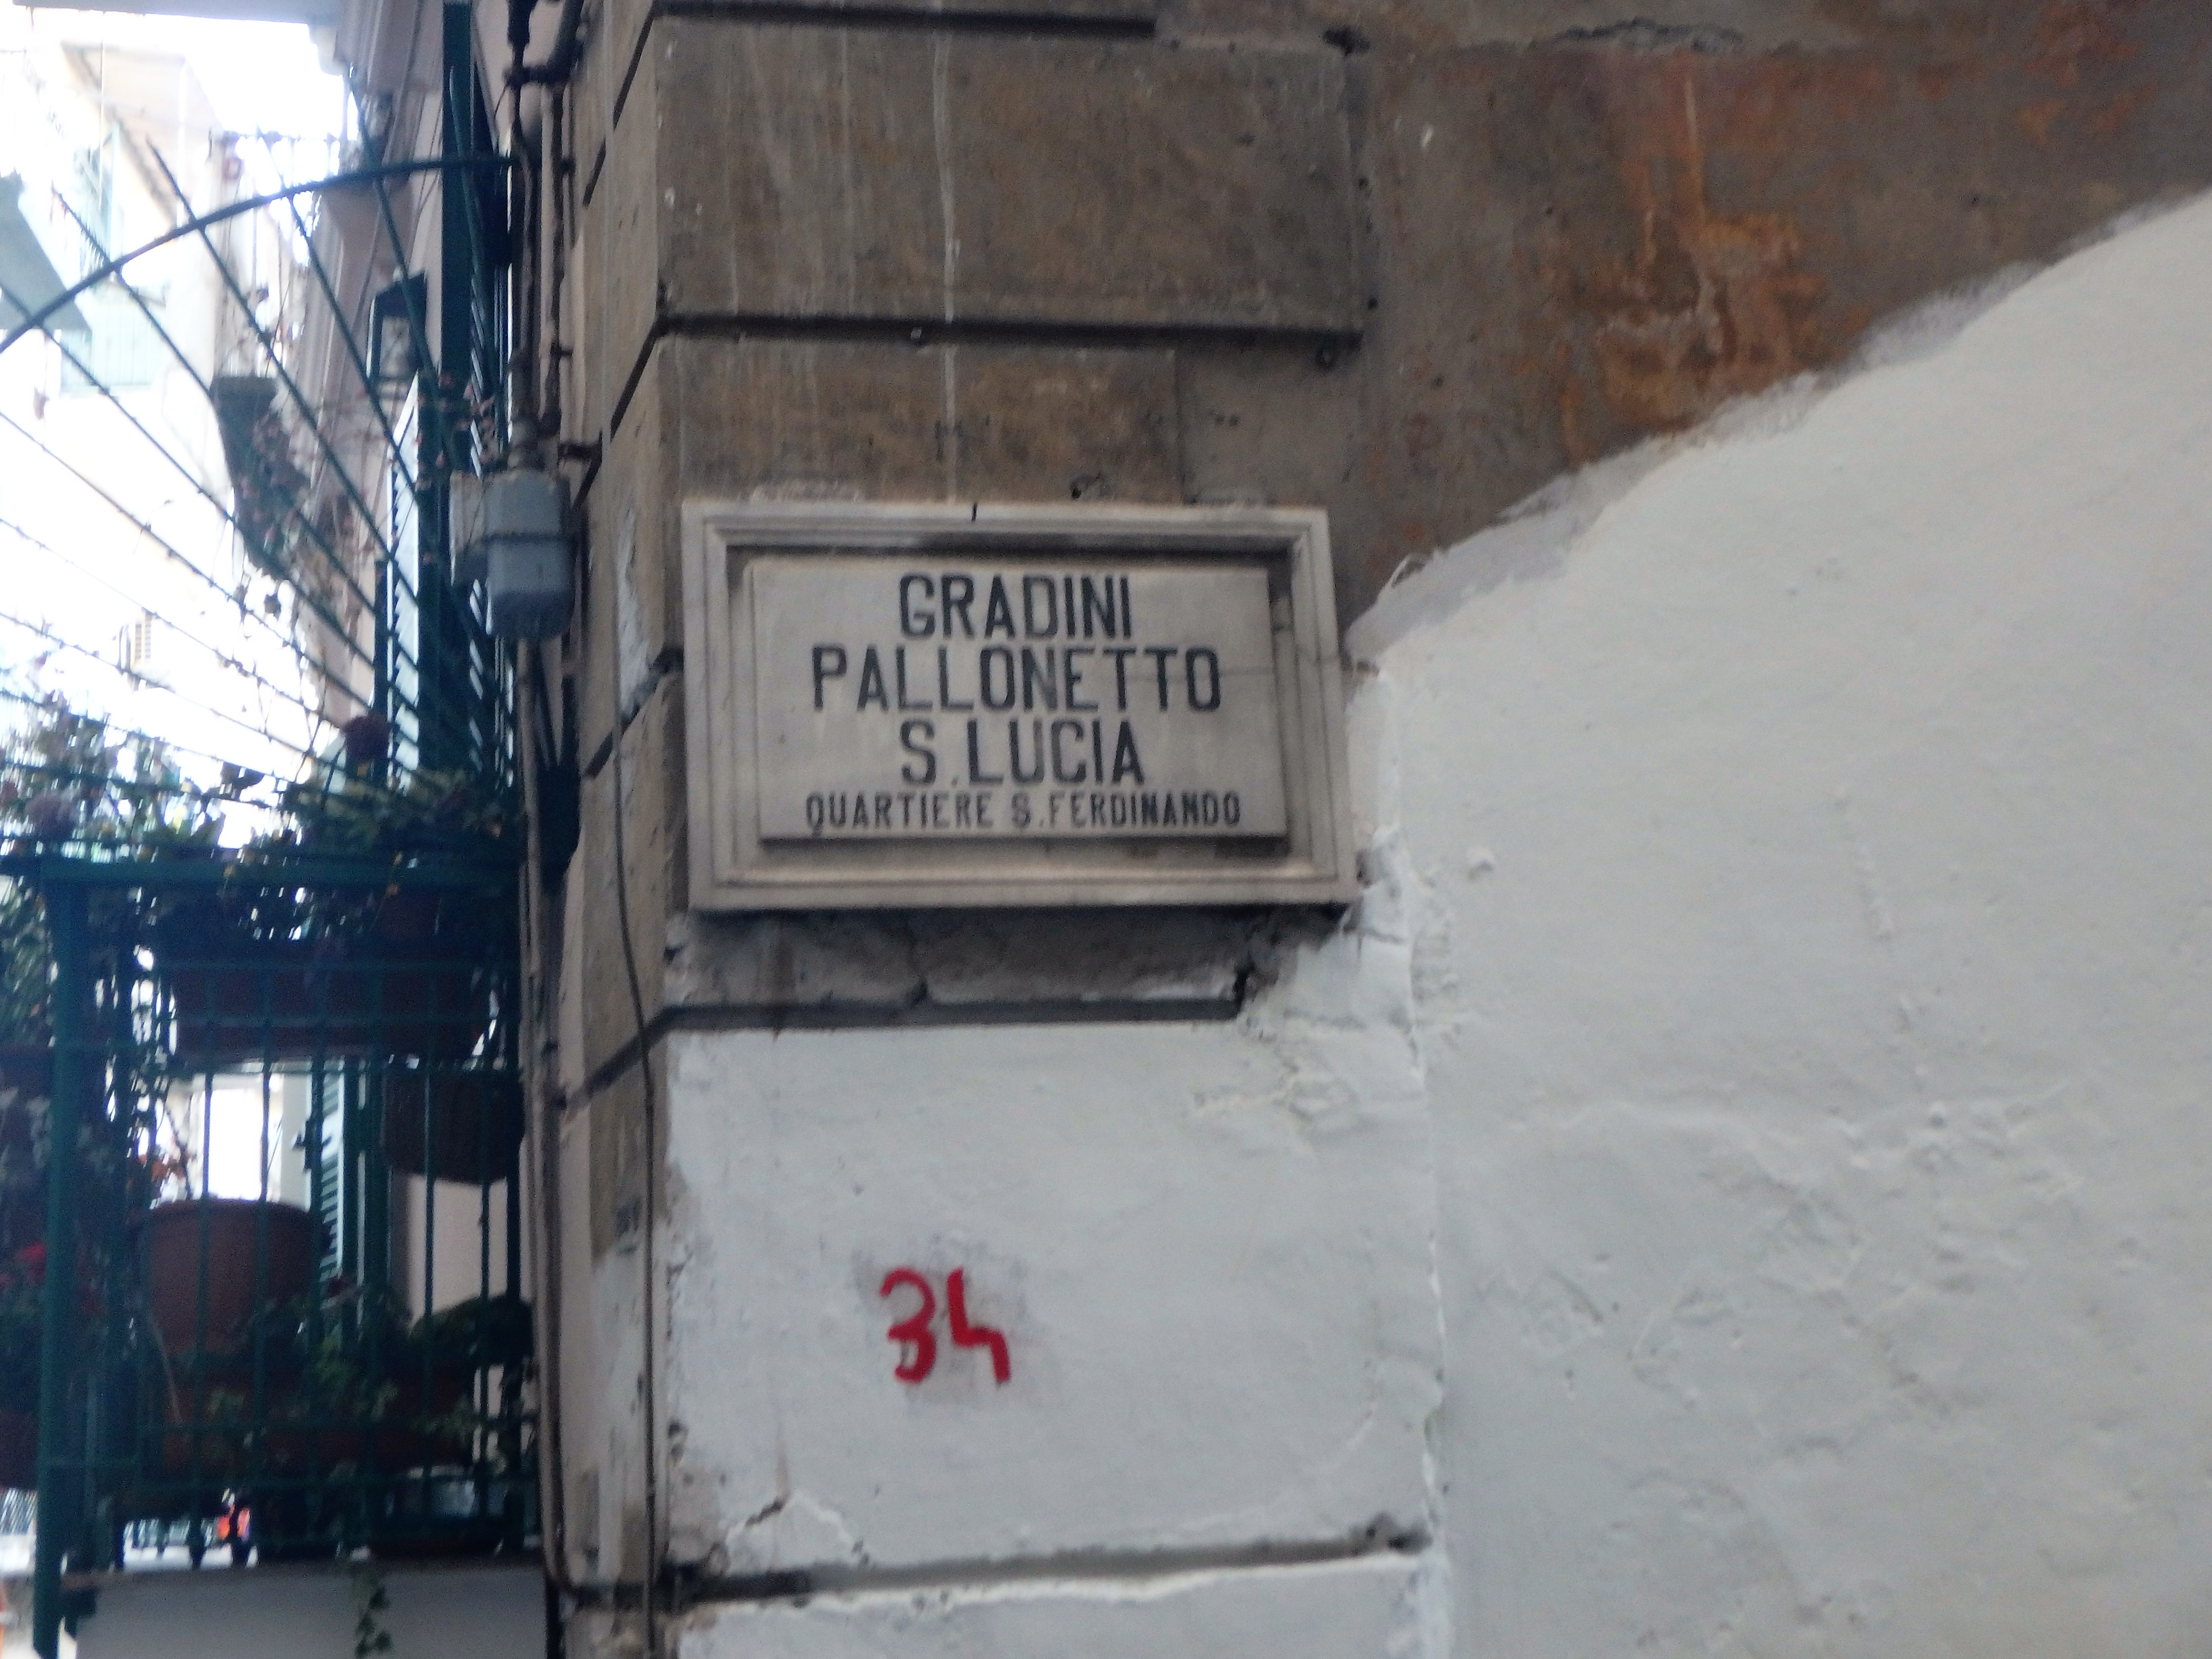 GRADINI
PALLONETTO
S.LUCIA
QUARTIERE S.FERDINANDO
34